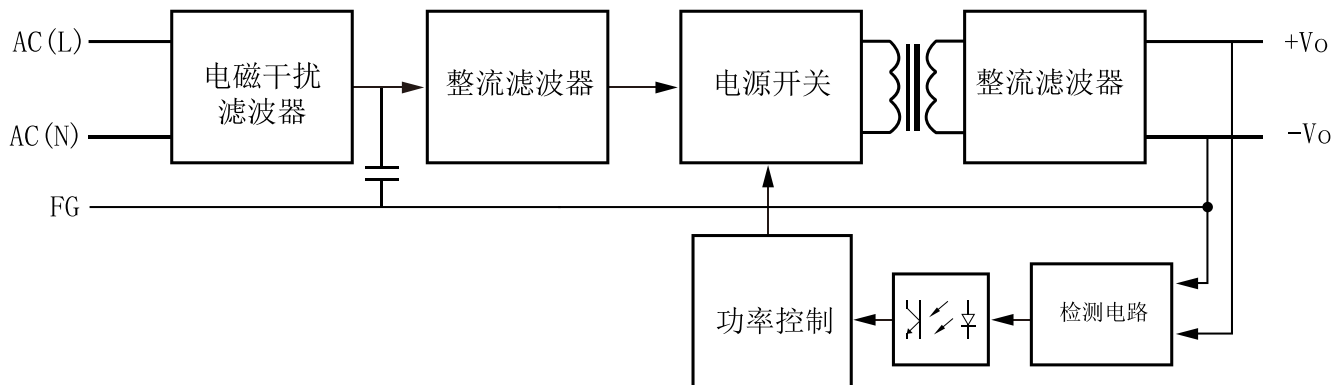 AC(L)
电磁干扰
滤波器
整流滤波器
电源开关
整流滤波器
+VO
AC(N)
-VO
FG
功率控制
检测电路